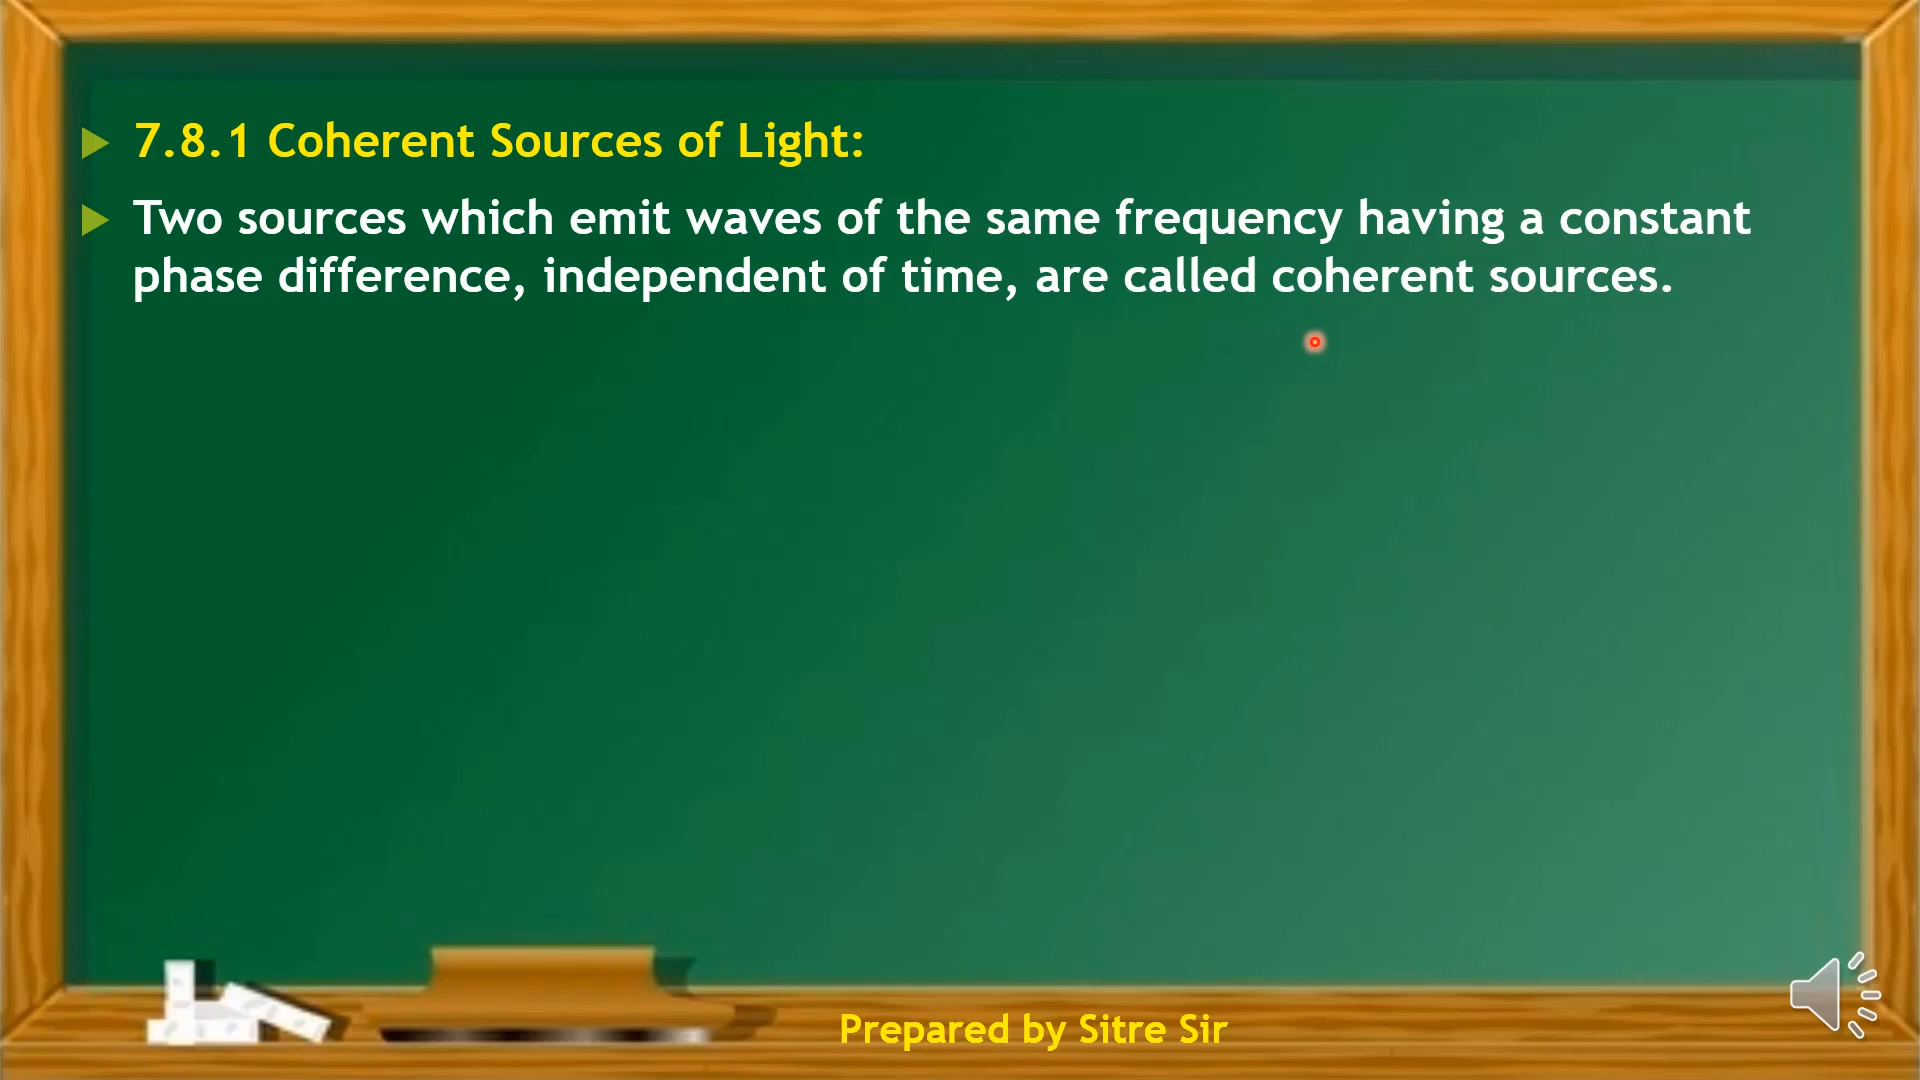 7.8.1 Coherent Sources of Light:
Two sources which emit waves of the same frequency having a constant
phase difference, independent of time, are called coherent sources.
Prepared by Sitre Sir